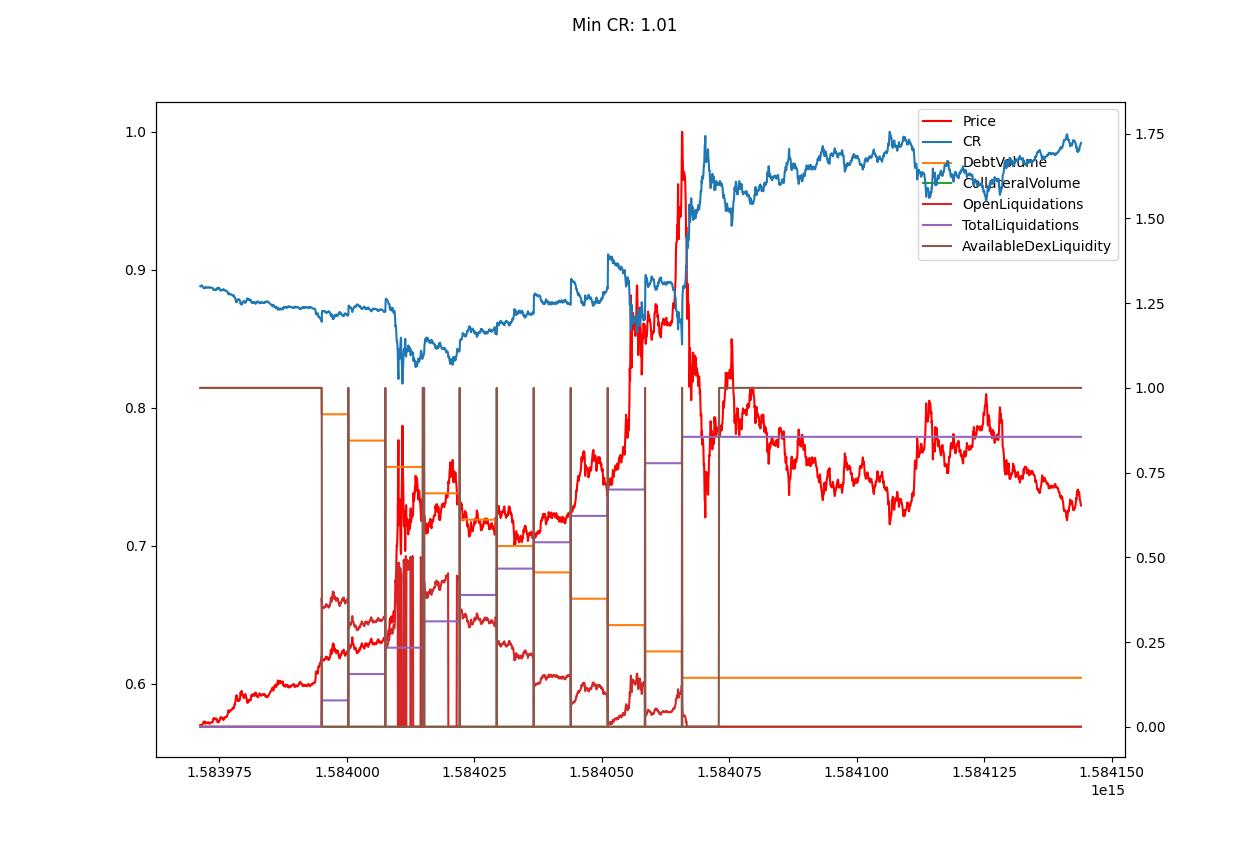 Min CR: 1.01
1.0
0.9
0.8
0.7
0.6
1.75
1.50
1.25
1.00
0.75
0.50
0.25
0.00
Price
CR
DebtVolume
CollateralVolume
OpenLiquidations
TotalLiquidations
AvailableDexLiquidity
1.583975 1.584000 1.584025 1.584050 1.584075 1.584100 1.584125 1.584150
1e15